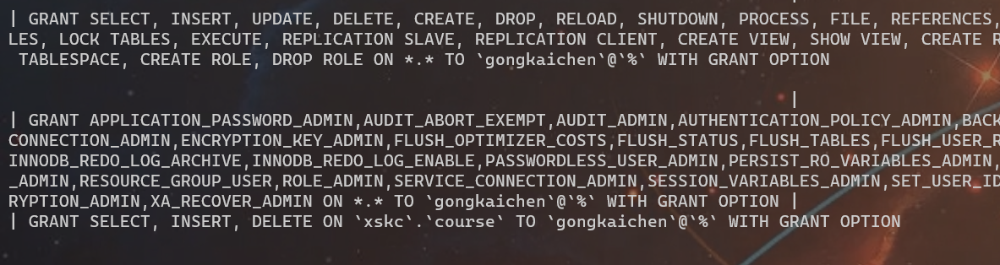 | GRANT SELECT, INSERT, UPDATE, DELETE, CREATE, DROP, RELOAD, SHUTDOWN, PROCESS, FILE, REFERENCES,
LES, LOCK TABLES, EXECUTE, REPLICATION SLAVE, REPLICATION CLIENT, CREATE VIEW, SHOW VIEW, CREATE R
TABLESPACE, CREATE ROLE, DROP ROLE ON *.* TO `gongkaichen`@`%` WITH GRANT OPTION
|
| GRANT APPLICATION_PASSWORD_ADMIN,AUDIT_ABORT_EXEMPT,AUDIT_ADMIN,AUTHENTICATION_POLICY_ADMIN,BACK
CONNECTION_ADMIN,ENCRYPTION_KEY_ADMIN,FLUSH_OPTIMIZER_COSTS,FLUSH_STATUS,FLUSH_TABLES,FLUSH_USER_R
INNODB_REDO_LOG_ARCHIVE,INNODB_REDO_LOG_ENABLE,PASSWORDLESS_USER_ADMIN,PERSIST_RO_VARIABLES_ADMIN,
_ADMIN,RESOURCE_GROUP_USER,ROLE_ADMIN,SERVICE_CONNECTION_ADMIN,SESSION_VARIABLES_ADMIN,SET_USER_ID
RYPTION_ADMIN,XA_RECOVER_ADMIN ON *.* TO `gongkaichen`@`%` WITH GRANT OPTION |
| GRANT SELECT, INSERT, DELETE ON `xskc`.`course` TO `gongkaichen`@`%` WITH GRANT OPTION